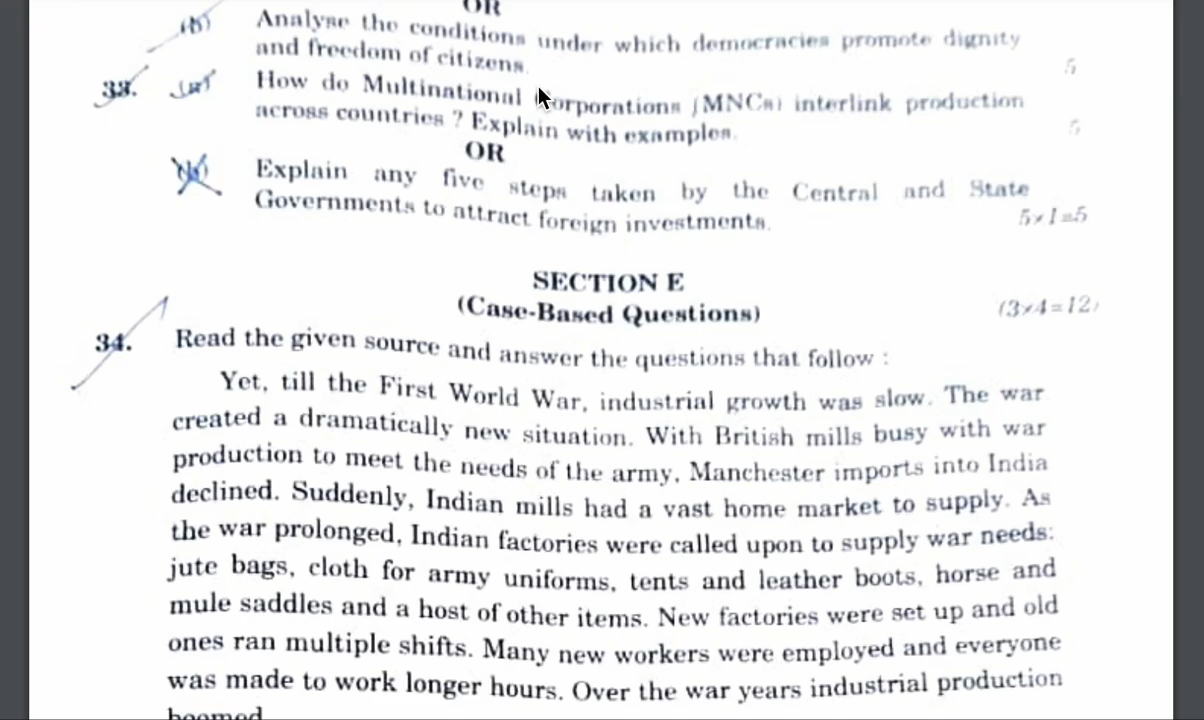 OR
(b) Analyse the conditions under which democracies promote dignity
and freedom of citizens. 5
33. (a) How do Multinational Corporations (MNCs) interlink production
across countries ? Explain with examples. 5
OR
(b) Explain any five steps taken by the Central and State
Governments to attract foreign investments. 5×1=5
SECTION E
(Case-Based Questions) (3×4=12)
34. Read the given source and answer the questions that follow :
Yet, till the First World War, industrial growth was slow. The war
created a dramatically new situation. With British mills busy with war
production to meet the needs of the army, Manchester imports into India
declined. Suddenly, Indian mills had a vast home market to supply. As
the war prolonged, Indian factories were called upon to supply war needs:
jute bags, cloth for army uniforms, tents and leather boots, horse and
mule saddles and a host of other items. New factories were set up and old
ones ran multiple shifts. Many new workers were employed and everyone
was made to work longer hours. Over the war years industrial production
boomed.